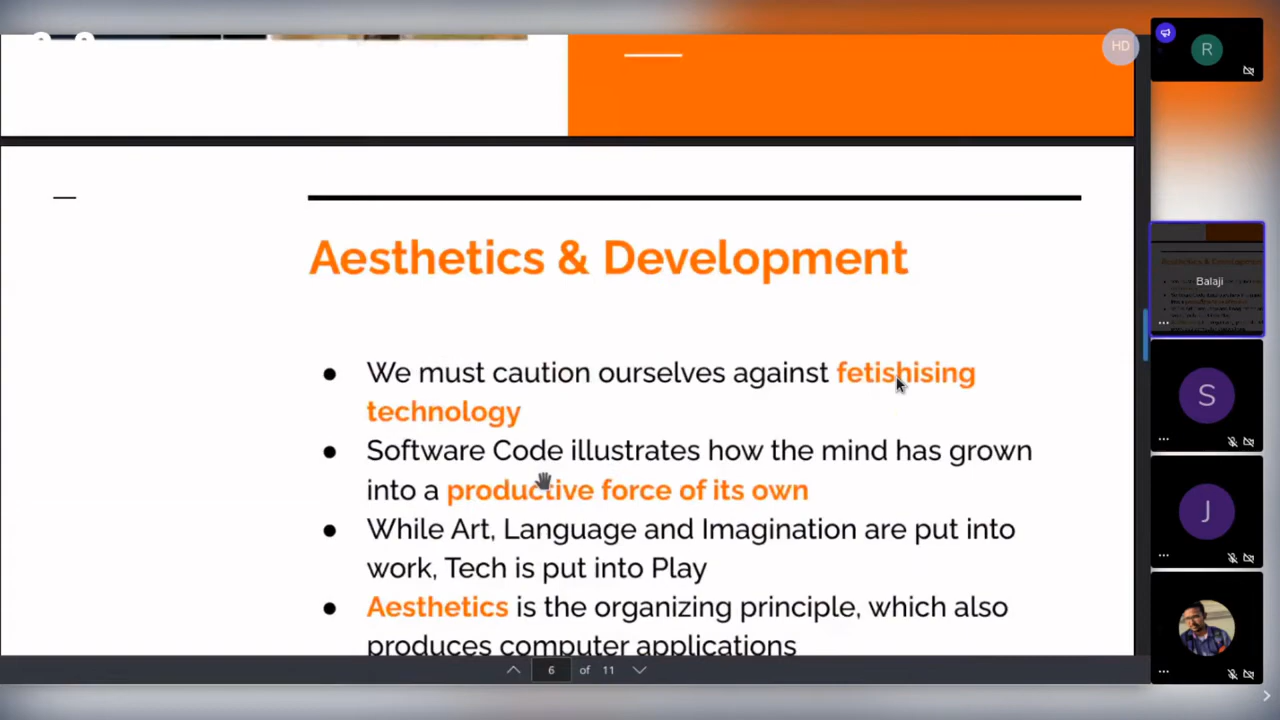 HD
R
Aesthetics & Development
We must caution ourselves against fetishising
technology
Software Code illustrates how the mind has grown
into a productive force of its own
While Art, Language and Imagination are put into
work, Tech is put into Play
Aesthetics is the organizing principle, which also
produces computer applications
6 of 11
Balaji
S
J